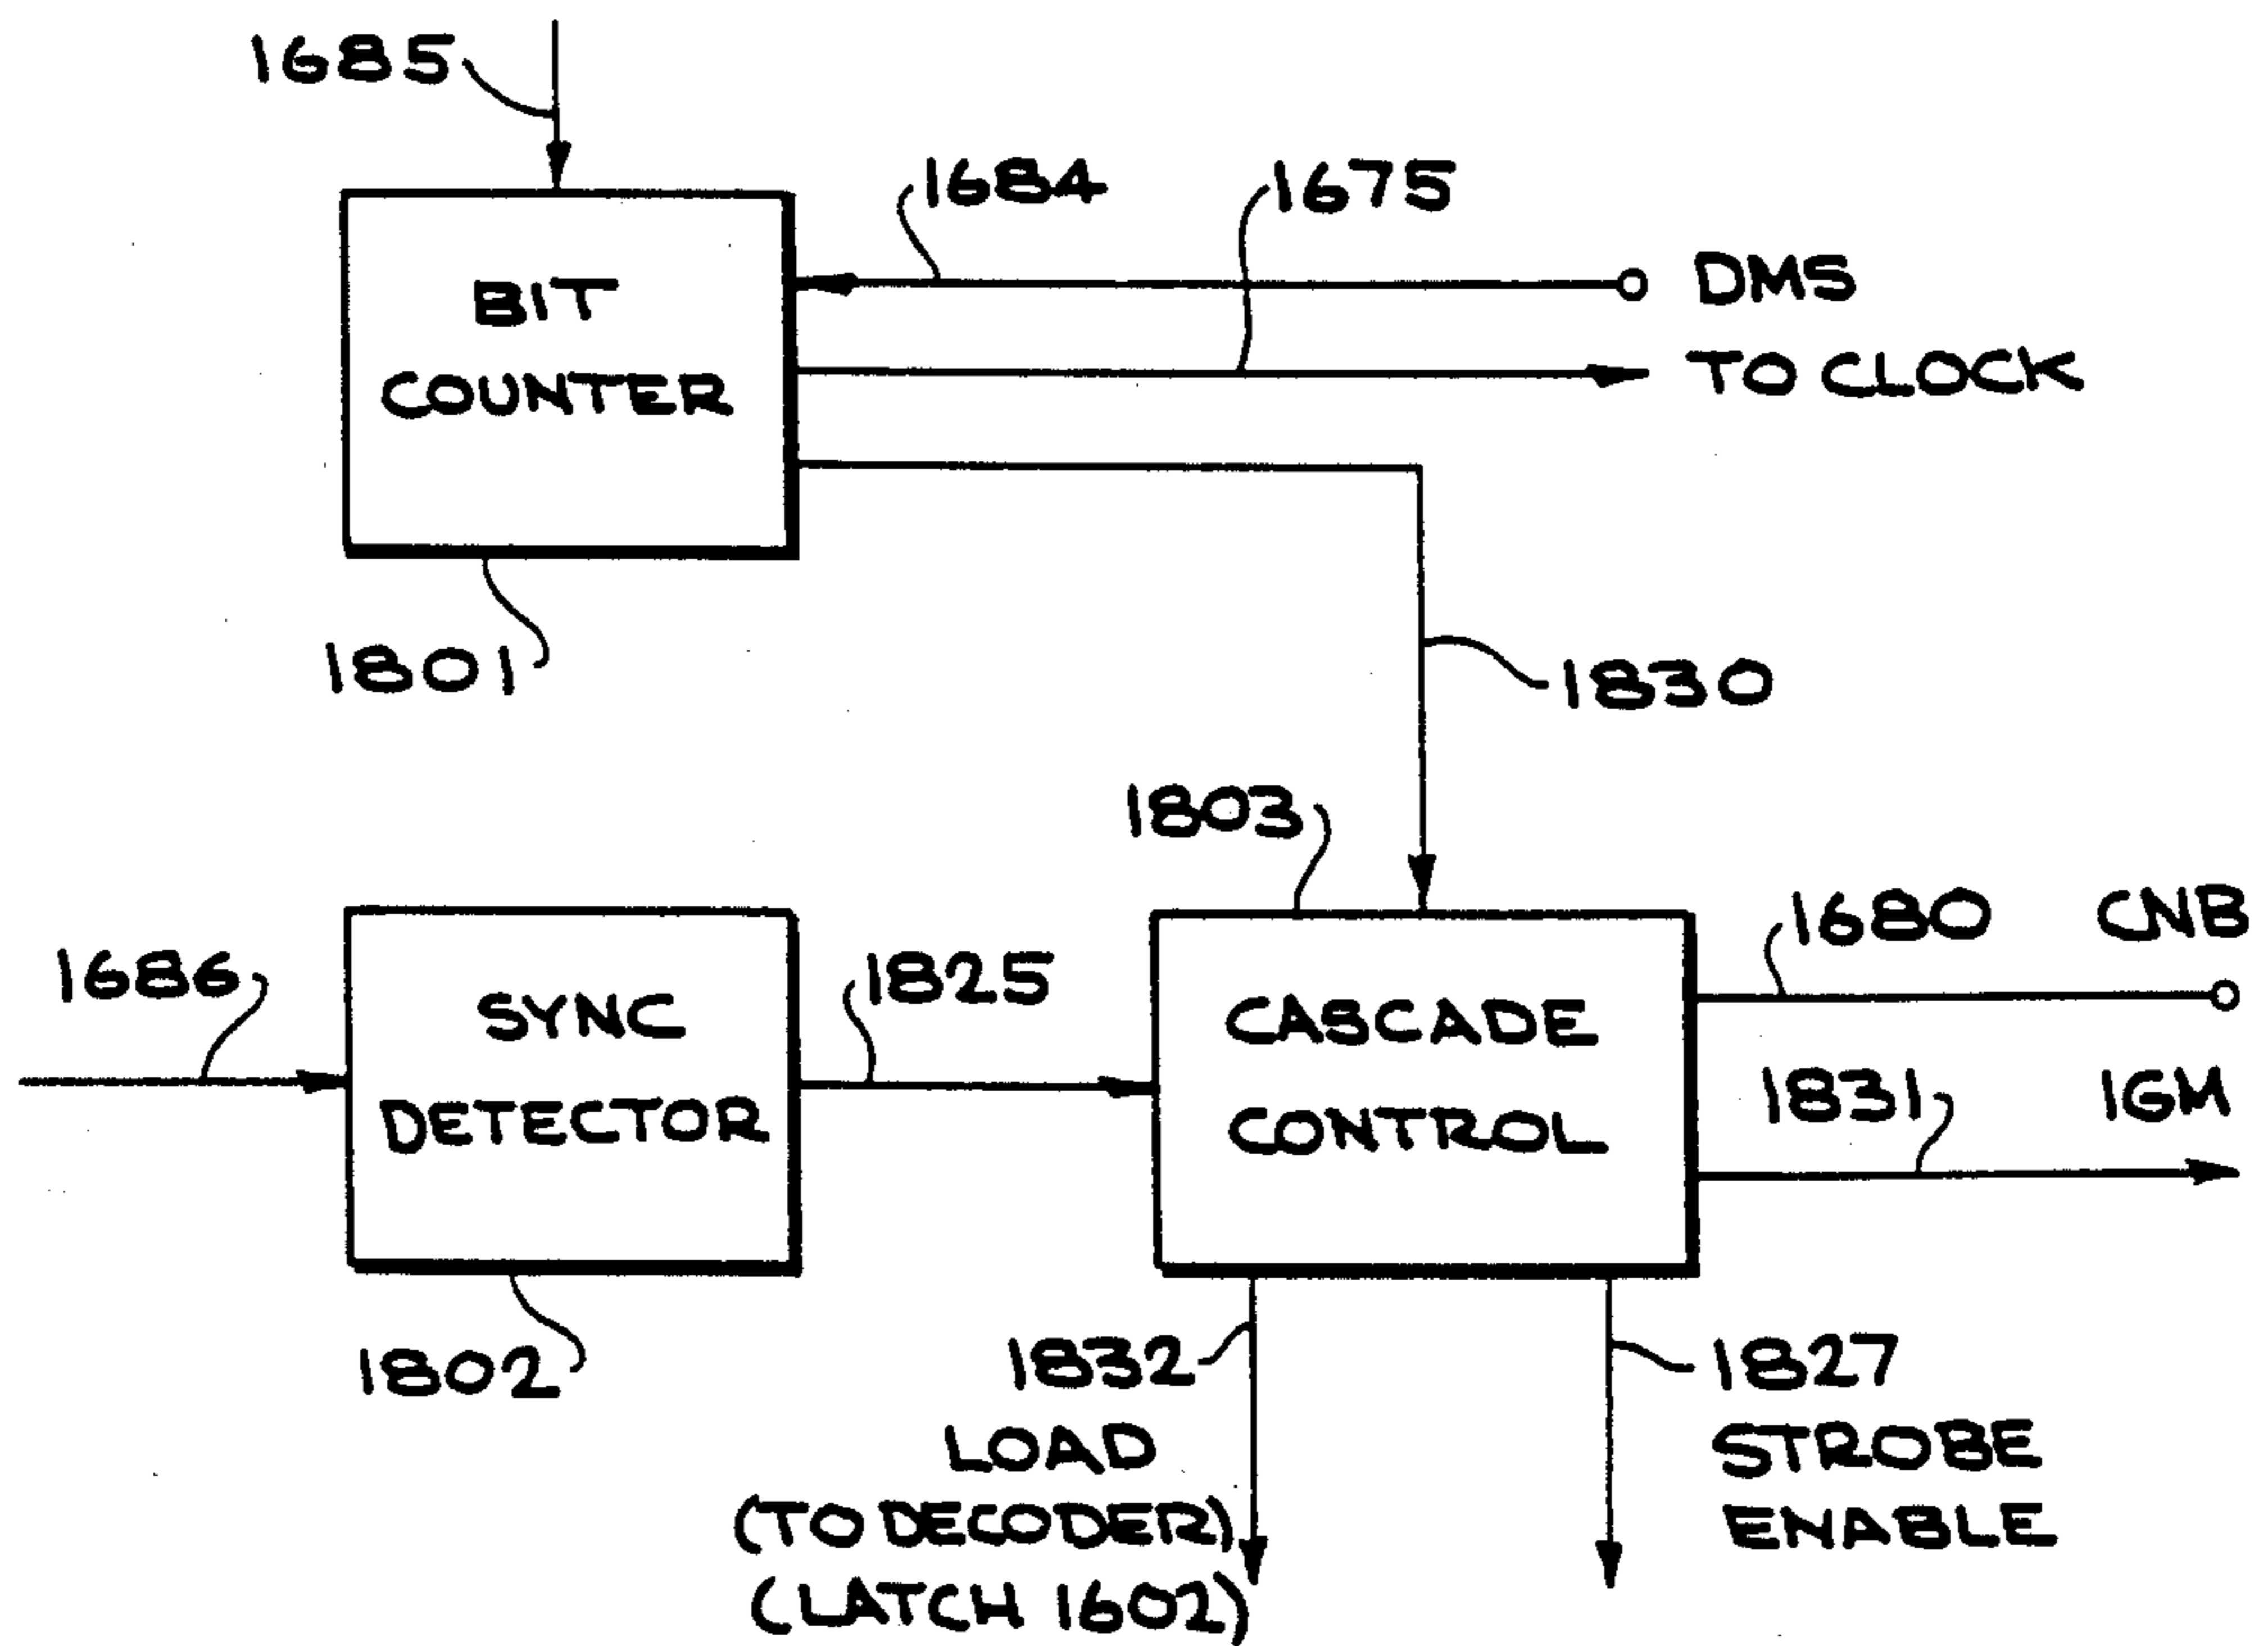 1685
1684
1675
DMS
BIT
COUNTER
TO CLOCK
1801
1830
1803
1680 CNB
1686
SYNC
DETECTOR
1825
CASCADE
CONTROL
1831
IGM
1802
1832
LOAD
(TO DECODER)
(LATCH 1602)
1827
STROBE
ENABLE